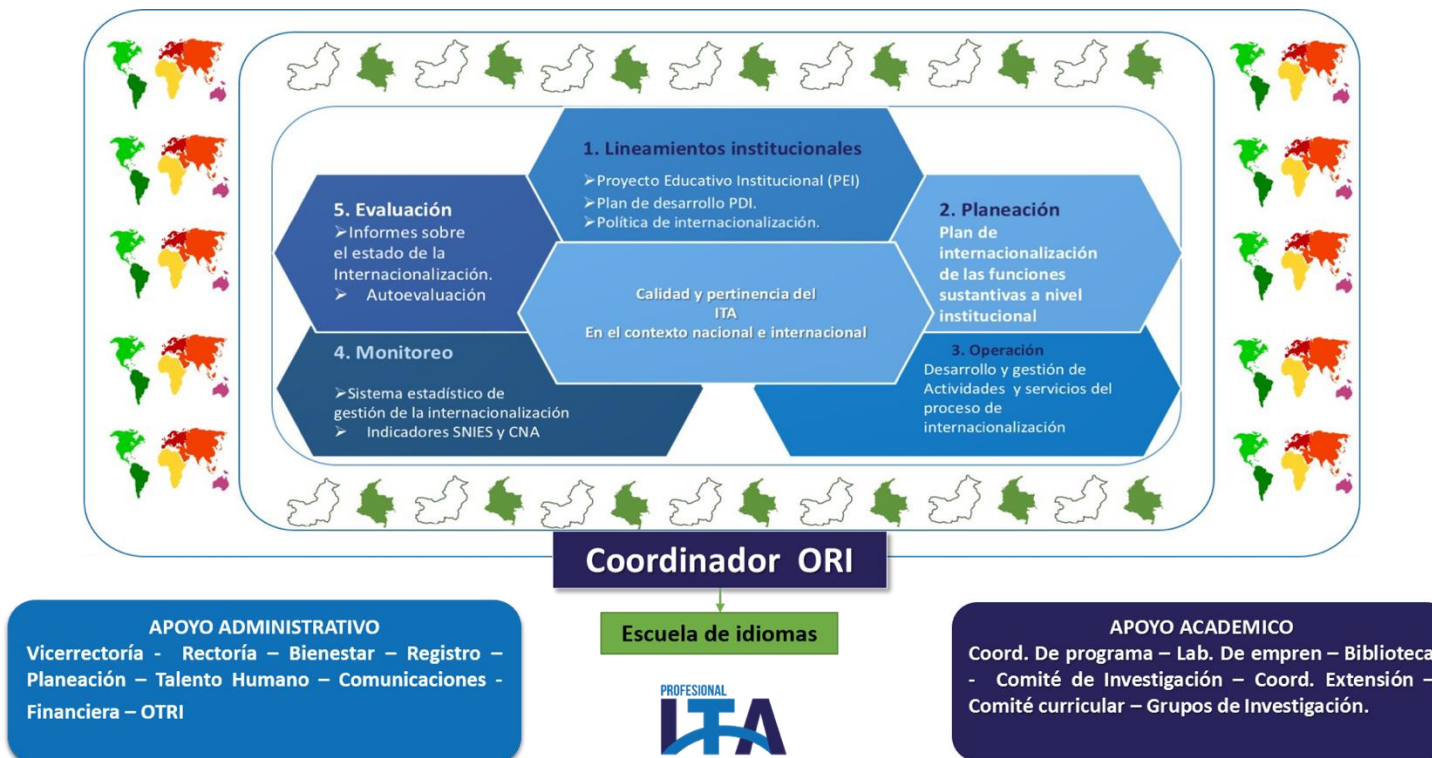 1. Lineamientos institucionales
➢Proyecto Educativo Institucional (PEI)
➢Plan de desarrollo PDI.
➢Política de internacionalización.
2. Planeación
Plan de
internacionalización
de las funciones
sustantivas a nivel
institucional
3. Operación
Desarrollo y gestión de
Actividades y servicios del
proceso de
internacionalización
4. Monitoreo
➢Sistema estadístico de
gestión de la internacionalización
➢ Indicadores SNIES y CNA
5. Evaluación
➢Informes sobre
el estado de la
Internacionalización.
➢ Autoevaluación
Calidad y pertinencia del
ITA
En el contexto nacional e internacional
Coordinador ORI
Escuela de idiomas
APOYO ADMINISTRATIVO
Vicerrectoría - Rectoría – Bienestar – Registro –
Planeación – Talento Humano – Comunicaciones -
Financiera – OTRI
PROFESIONAL
ITA
APOYO ACADEMICO
Coord. De programa – Lab. De empren – Biblioteca
- Comité de Investigación – Coord. Extensión –
Comité curricular – Grupos de Investigación.